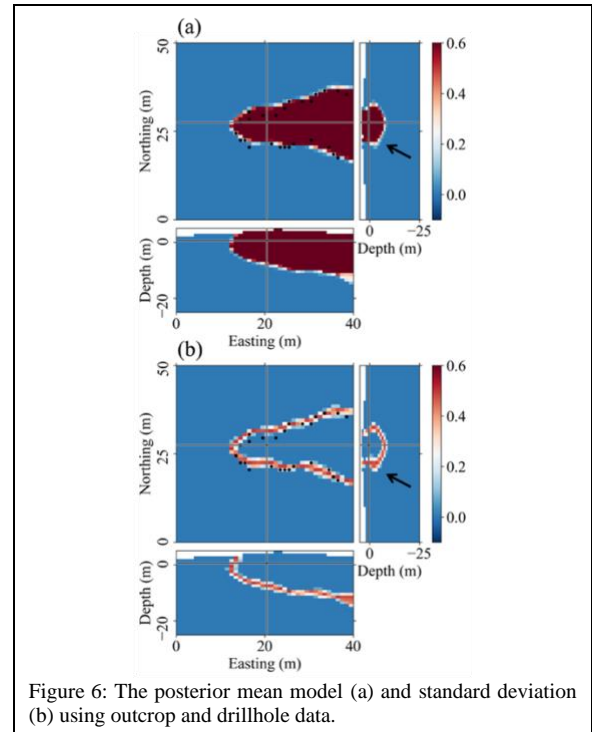 (a)
50
25
0
Northing (m)
0.6
0.4
0.2
0.0
0
−25
Depth (m)
0
−20
Depth (m)
0
20
40
Easting (m)
(b)
50
25
0
Northing (m)
0.6
0.4
0.2
0.0
0
−25
Depth (m)
0
−20
Depth (m)
0
20
40
Easting (m)
Figure 6: The posterior mean model (a) and standard deviation
(b) using outcrop and drillhole data.